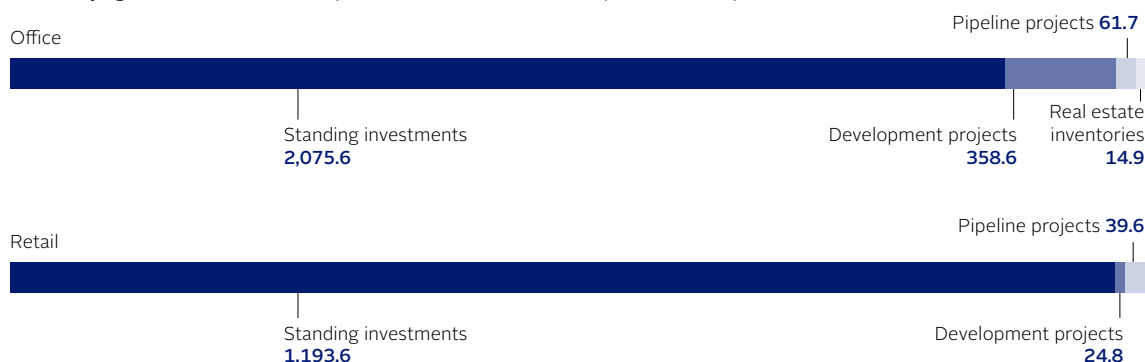 Pipeline projects 61.7
Office
Standing investments
2,075.6
Development projects
358.6
Real estate
inventories
14.9
Pipeline projects 39.6
Retail
Standing investments
1,193.6
Development projects
24.8